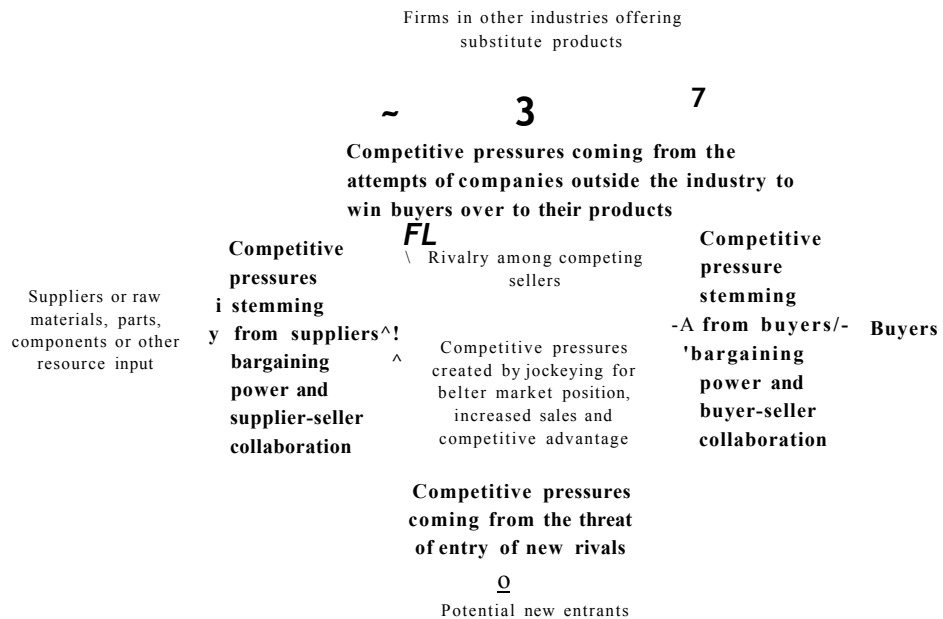 Firms in other industries offering
substitute products
~ 3 7
Competitive pressures coming from the
attempts of companies outside the industry to
win buyers over to their products
FL
\ Rivalry among competing
sellers
Competitive
pressures
i stemming
y from suppliers^!
bargaining ^
power and
supplier-seller
collaboration
Suppliers or raw
materials, parts,
components or other
resource input
Competitive pressures
created by jockeying for
belter market position,
increased sales and
competitive advantage
Competitive
pressure
stemming
-A from buyers/-
'bargaining
power and
buyer-seller
collaboration
Buyers
Competitive pressures
coming from the threat
of entry of new rivals
o
Potential new entrants